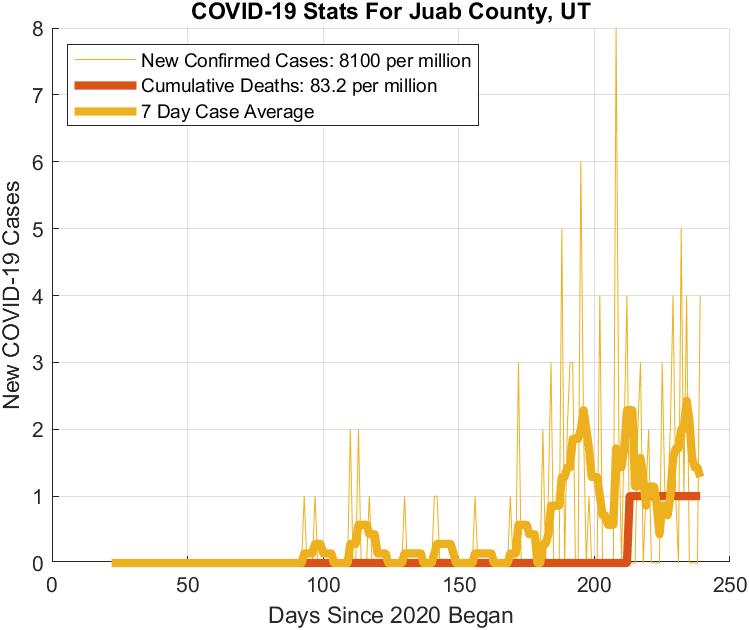 COVID-19 Stats For Juab County, UT
New Confirmed Cases: 8100 per million
Cumulative Deaths: 83.2 per million
7 Day Case Average
New COVID-19 Cases
8
7
6
5
4
3
2
1
0
0 50 100 150 200 250
Days Since 2020 Began